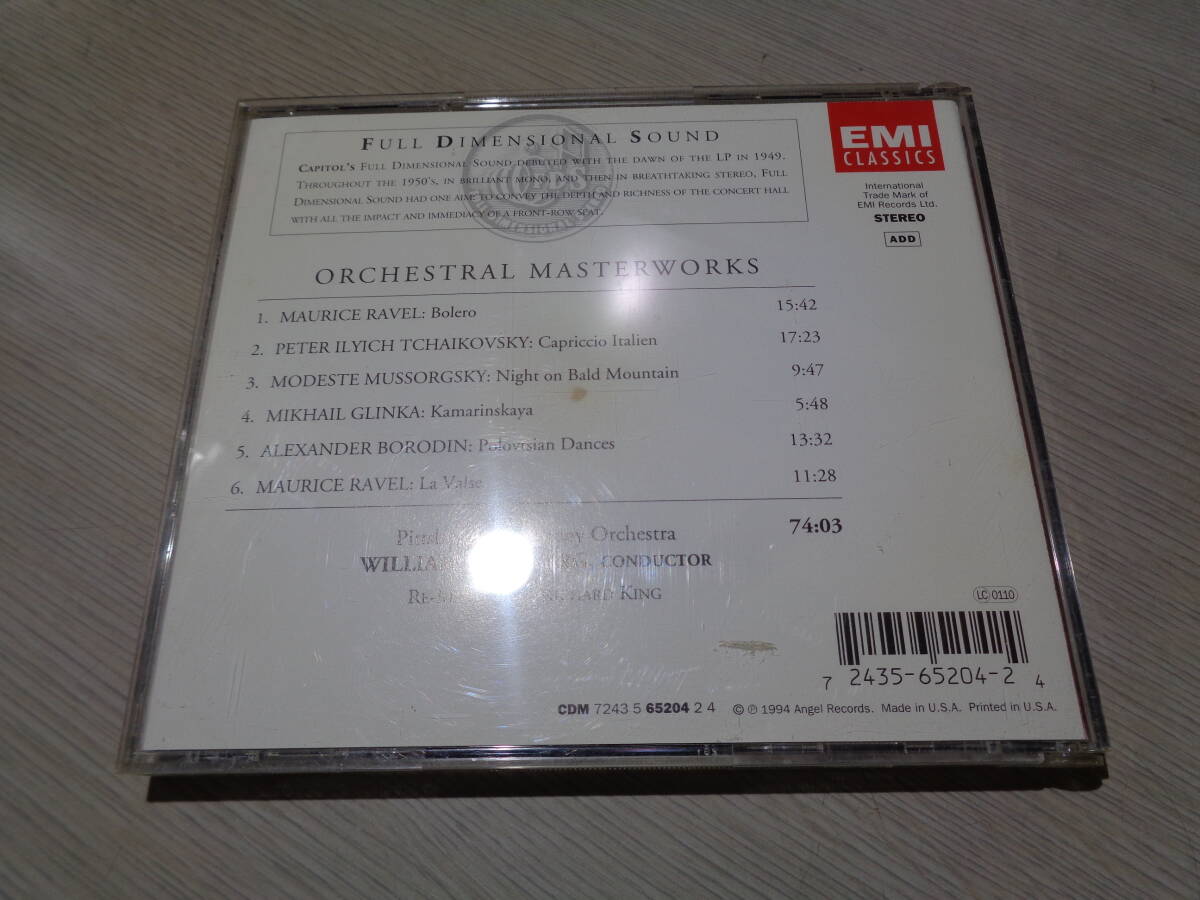 FULL DIMENSIONAL SOUND
CAPITOL'S FULL DIMENSIONAL SOUND DEBUTED WITH THE DAWN OF THE LP IN 1949.
THROUGHOUT THE 1950'S, IN BRILLIANT MONO, AND THEN IN BREATHTAKING STEREO, FULL
DIMENSIONAL SOUND HAD ONE AIM: TO CONVEY THE DEPTH AND RICHNESS OF THE CONCERT HALL
WITH ALL THE IMPACT AND IMMEDIACY OF A FRONT-ROW SEAT.
EMI
CLASSICS
International
Trade Mark of
EMI Records Ltd.
STEREO
ADD
ORCHESTRAL MASTERWORKS
1. MAURICE RAVEL: Bolero 15:42
2. PETER ILYICH TCHAIKOVSKY: Capriccio Italien 17:23
3. MODESTE MUSSORGSKY: Night on Bald Mountain 9:47
4. MIKHAIL GLINKA: Kamarinskaya 5:48
5. ALEXANDER BORODIN: Polovtsian Dances 13:32
6. MAURICE RAVEL: La Valse 11:28
74:03
Orchestra
CONDUCTOR
KING
LC 0110
7 2435-65204-2 4
CDM 7243 5 65204 2 4 © ℗ 1994 Angel Records. Made in U.S.A. Printed in U.S.A.